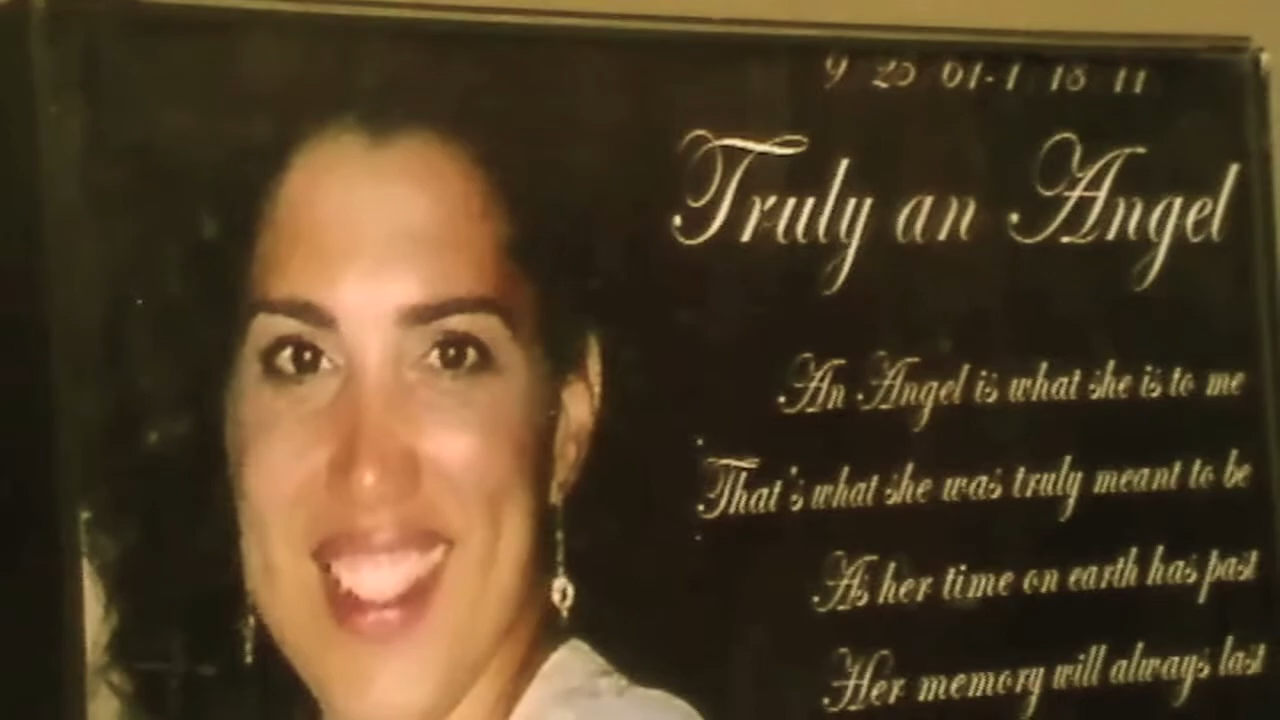 9 25 61-1 18 11
Truly an Angel
An Angel is what she is to me
That's what she was truly meant to be
As her time on earth has past
Her memory will always last